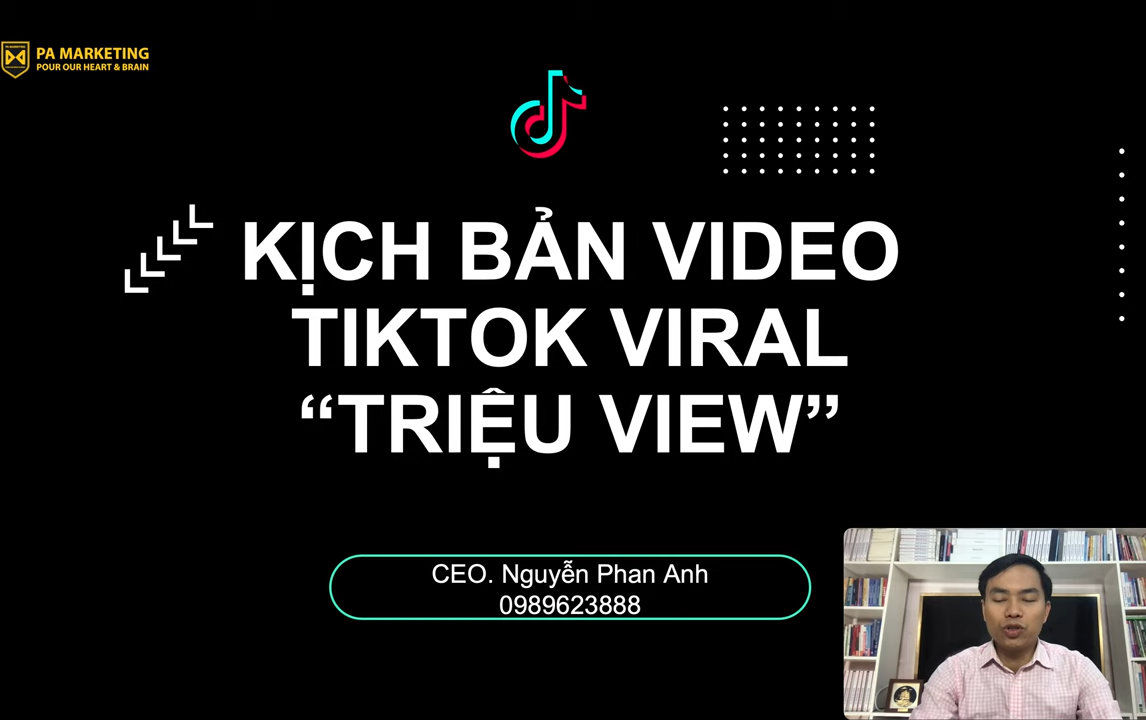 PA MARKETING
POUR OUR HEART & BRAIN
KỊCH BẢN VIDEO
TIKTOK VIRAL
“TRIỆU VIEW”
CEO. Nguyễn Phan Anh
0989623888